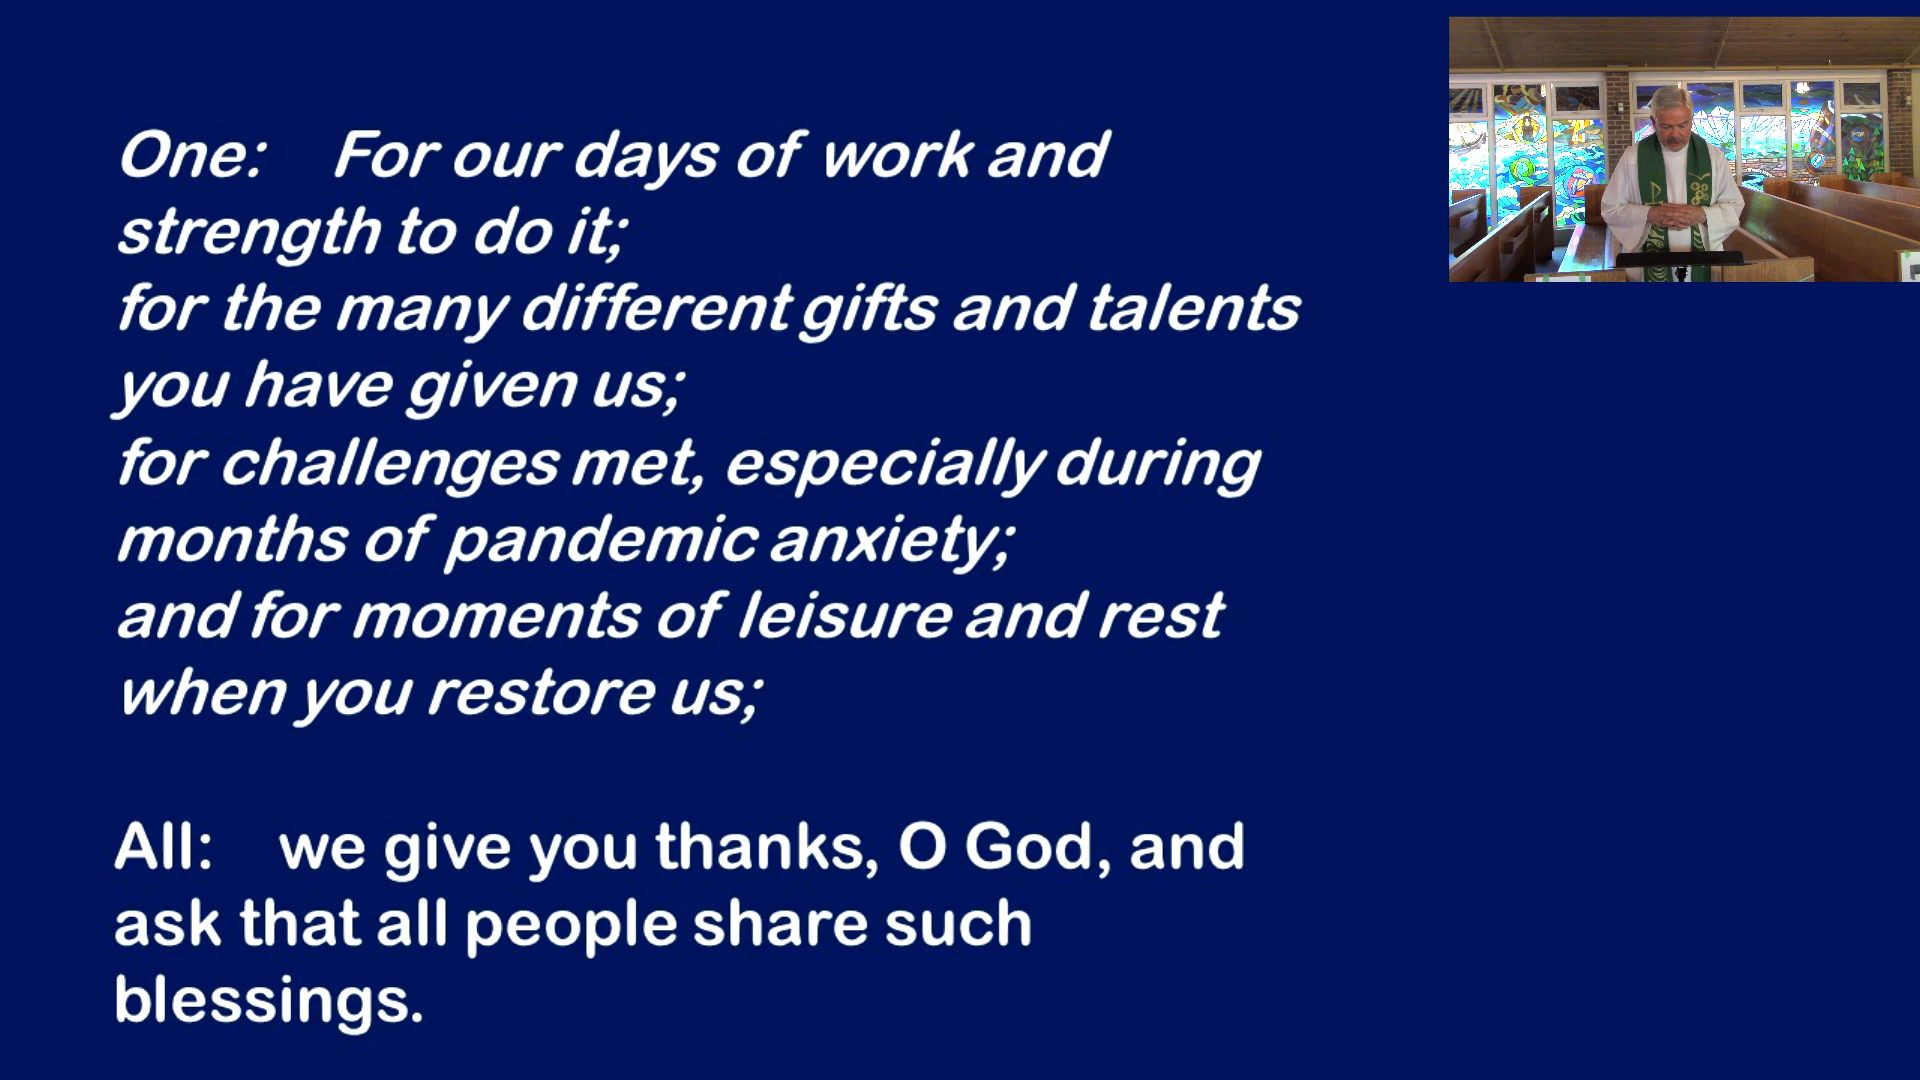 One: For our days of work and
strength to do it;
for the many different gifts and talents
you have given us;
for challenges met, especially during
months of pandemic anxiety;
and for moments of leisure and rest
when you restore us;
All: we give you thanks, O God, and
ask that all people share such
blessings.